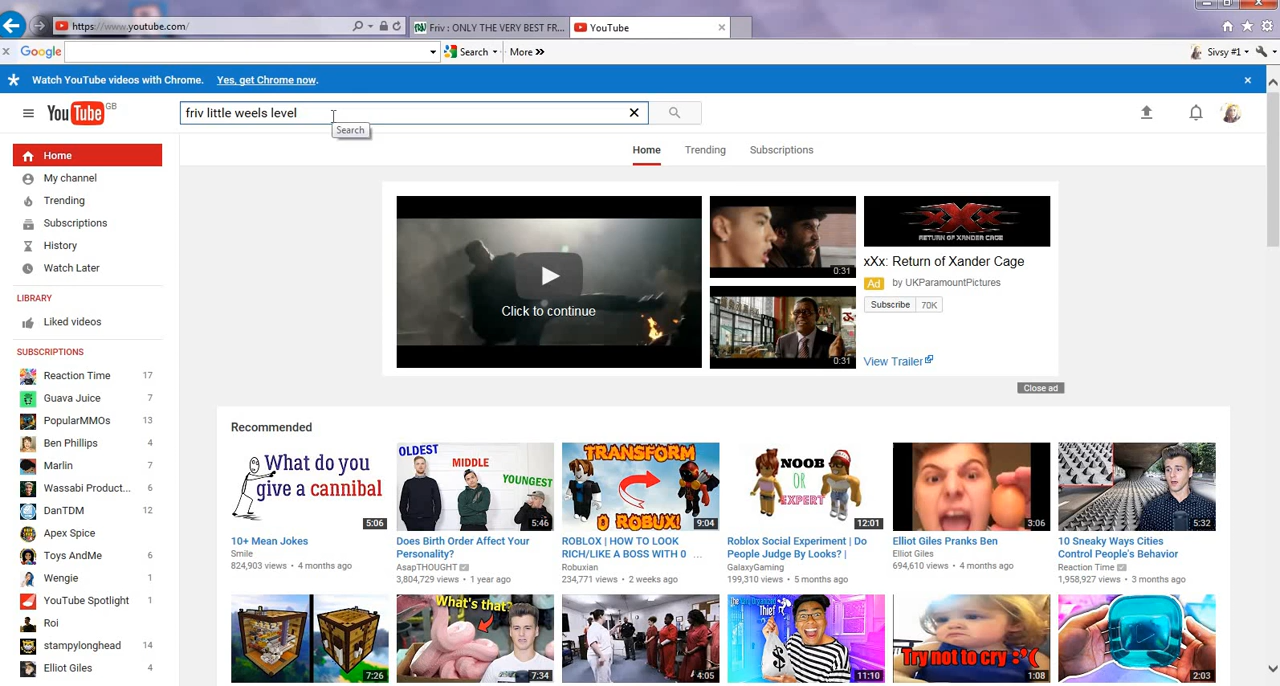 https://www.youtube.com/
Friv : ONLY THE VERY BEST FR...
YouTube
Google
Search
More »
Sivsy #1
Watch YouTube videos with Chrome.
Yes, get Chrome now.
YouTube GB
friv little weels level
Search
Home
Trending
Subscriptions
Home
My channel
Trending
Subscriptions
History
Watch Later
LIBRARY
Liked videos
SUBSCRIPTIONS
Reaction Time 17
Guava Juice 7
PopularMMOs 13
Ben Phillips 4
Marlin 7
Wassabi Product... 6
DanTDM 12
Apex Spice
Toys AndMe 6
Wengie 1
YouTube Spotlight 1
Roi
stampylonghead 14
Elliot Giles 4
Click to continue
0:31
0:31
xXx
RETURN OF XANDER CAGE
xXx: Return of Xander Cage
Ad by UKParamountPictures
Subscribe 70K
View Trailer
Close ad
Recommended
What do you give a cannibal
5:06
10+ Mean Jokes
Smile
824,903 views • 4 months ago
OLDEST
MIDDLE
YOUNGEST
5:46
Does Birth Order Affect Your
Personality?
AsapTHOUGHT
3,804,729 views • 1 year ago
TRANSFORM
0 ROBUX!
9:04
ROBLOX | HOW TO LOOK
RICH/LIKE A BOSS WITH 0 ...
Robuxian
234,771 views • 2 weeks ago
NOOB
OR
EXPERT
12:01
Roblox Social Experiment | Do
People Judge By Looks? |
GalaxyGaming
199,310 views • 5 months ago
3:06
Elliot Giles Pranks Ben
Elliot Giles
694,610 views • 4 months ago
5:32
10 Sneaky Ways Cities
Control People's Behavior
Reaction Time
1,958,927 views • 3 months ago
7:26
What's that?
7:34
4:05
Thief
11:10
Try not to cry :'(
1:08
2:03